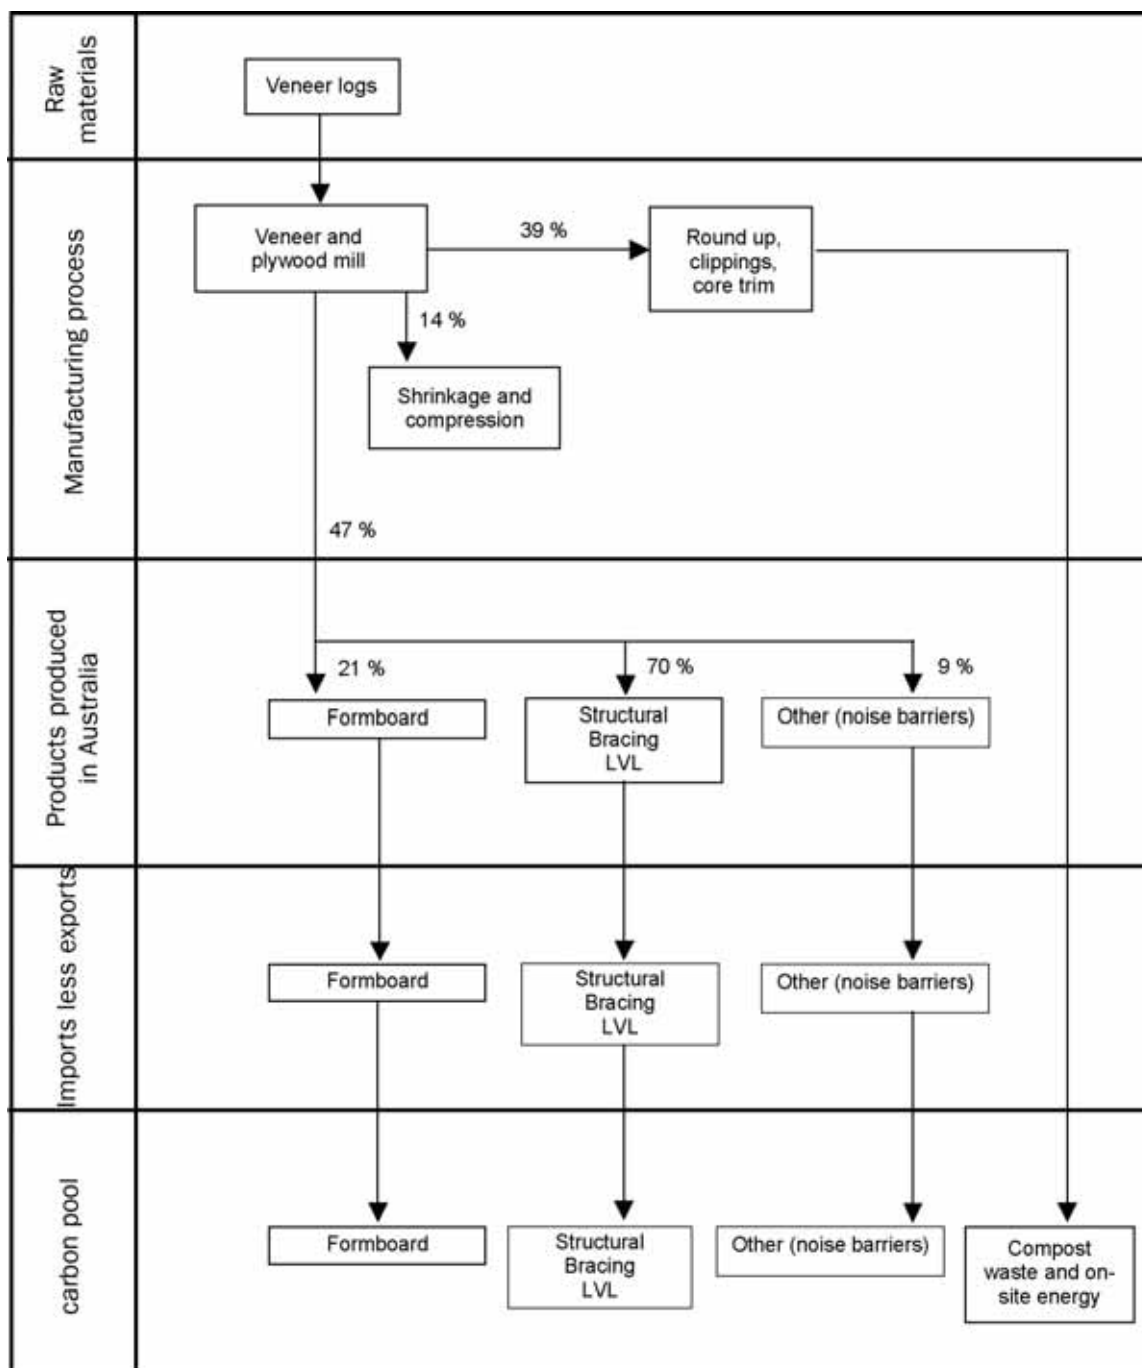 Raw
materials
Veneer logs
Manufacturing process
Veneer and
plywood mill
39 %
Round up,
clippings,
core trim
14 %
Shrinkage and
compression
47 %
Products produced
in Australia
21 %
70 %
9 %
Formboard
Structural
Bracing
LVL
Other (noise barriers)
Imports less exports
Formboard
Structural
Bracing
LVL
Other (noise barriers)
carbon pool
Formboard
Structural
Bracing
LVL
Other (noise barriers)
Compost
waste and on-
site energy